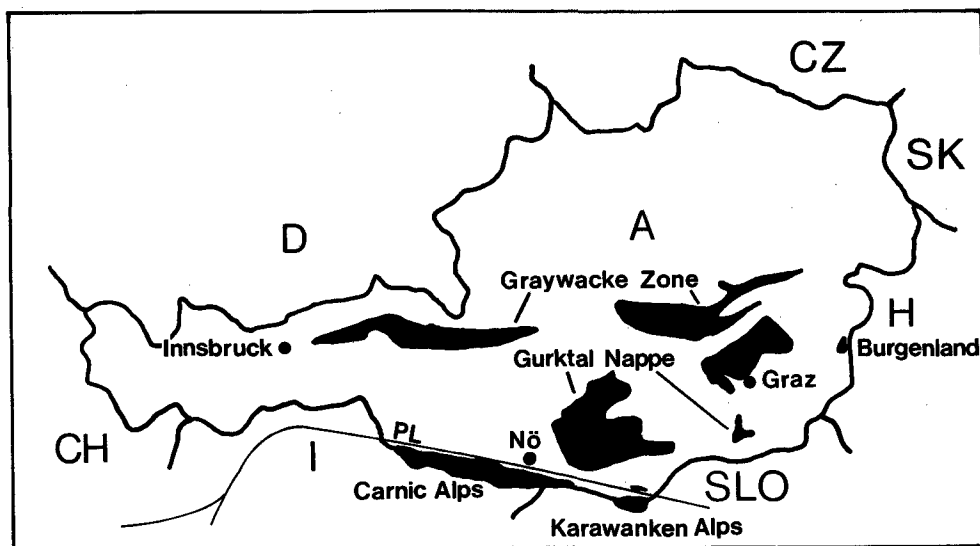 CZ
SK
D
A
Graywacke Zone
H
Innsbruck
Burgenland
Gurktal Nappe
Graz
CH
I
PL
Nö
SLO
Carnic Alps
Karawanken Alps